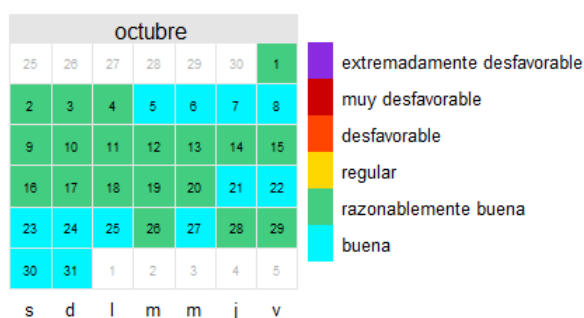 octubre
25 26 27 28 29 30 1
2 3 4 5 6 7 8
9 10 11 12 13 14 15
16 17 18 19 20 21 22
23 24 25 26 27 28 29
30 31 1 2 3 4 5
s d l m m j v
extremadamente desfavorable
muy desfavorable
desfavorable
regular
razonablemente buena
buena